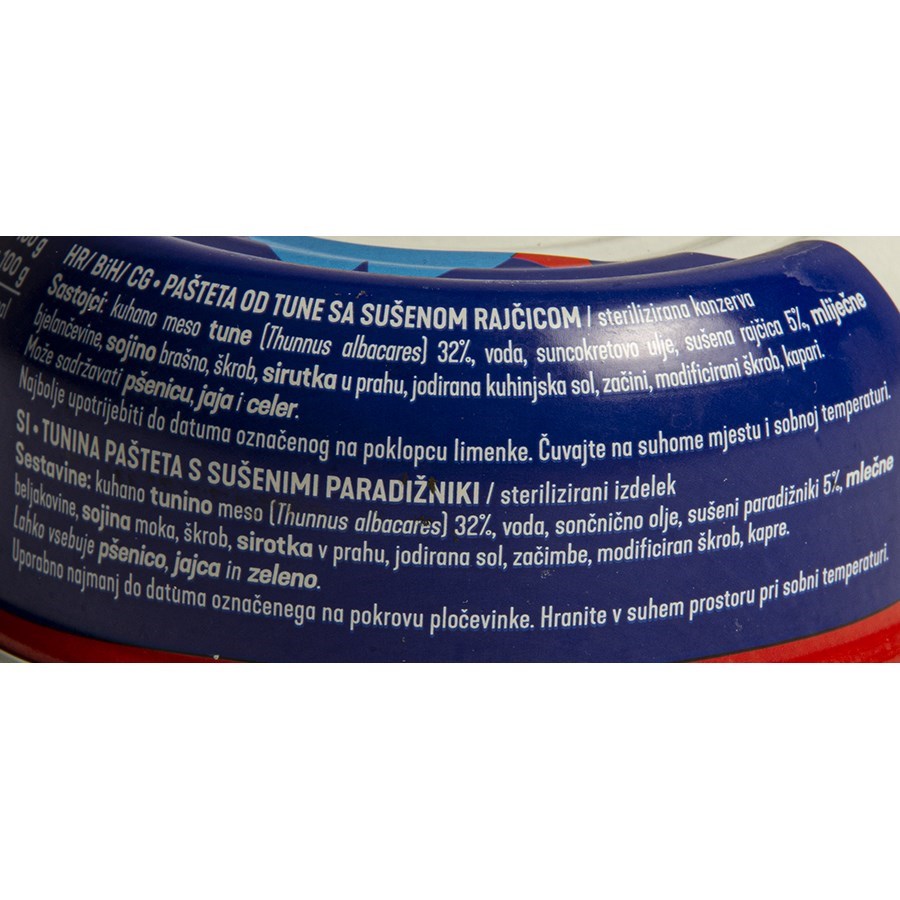 100 g
100 g
HR/ BiH/ CG • PAŠTETA OD TUNE SA SUŠENOM RAJČICOM / sterilizirana konzerva
Sastojci: kuhano meso tune (Thunnus albacares) 32%, voda, suncokretovo ulje, sušena rajčica 5%, mliječne
bjelančevine, sojino brašno, škrob, sirutka u prahu, jodirana kuhinjska sol, začini, modificirani škrob, kapari.
Može sadržavati pšenicu, jaja i celer.
Najbolje upotrijebiti do datuma označenog na poklopcu limenke. Čuvajte na suhome mjestu i sobnoj temperaturi.
SI • TUNINA PAŠTETA S SUŠENIMI PARADIŽNIKI / sterilizirani izdelek
Sestavine: kuhano tunino meso (Thunnus albacares) 32%, voda, sončnično olje, sušeni paradižniki 5%, mlečne
beljakovine, sojina moka, škrob, sirotka v prahu, jodirana sol, začimbe, modificiran škrob, kapre.
Lahko vsebuje pšenico, jajca in zeleno.
Uporabno najmanj do datuma označenega na pokrovu pločevinke. Hranite v suhem prostoru pri sobni temperaturi.